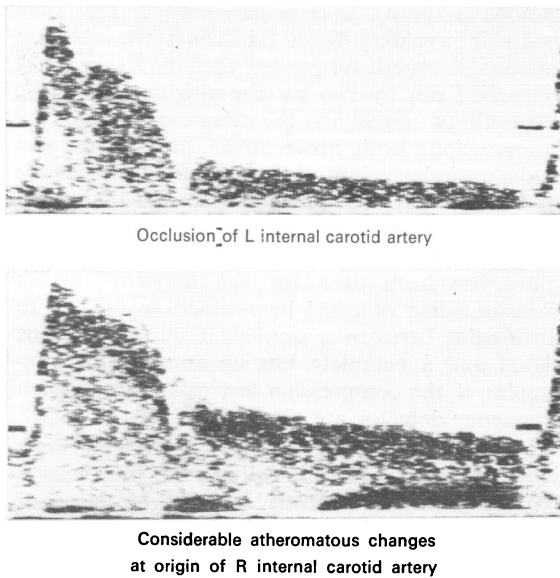 Occlusion of L internal carotid artery
Considerable atheromatous changes
at origin of R internal carotid artery